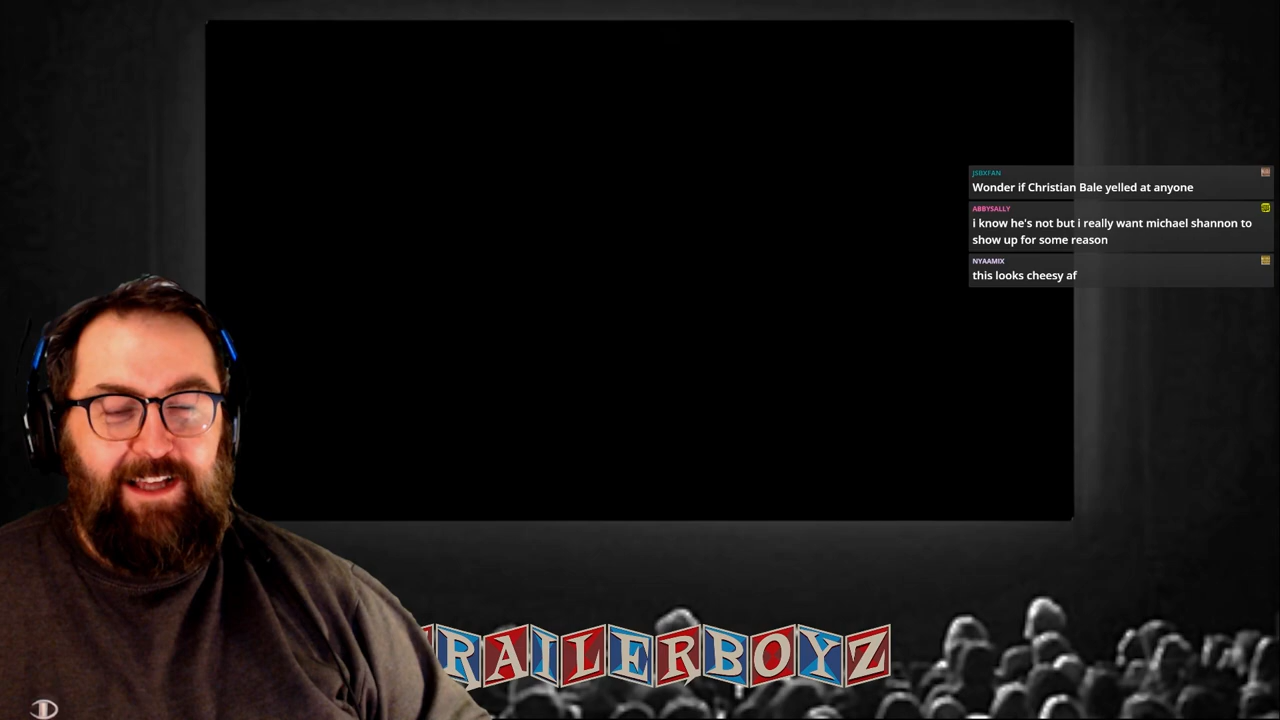 JSBXFAN
Wonder if Christian Bale yelled at anyone
ABBYSALLY
i know he's not but i really want michael shannon to
show up for some reason
NYAAMIX
this looks cheesy af
RAILERBOYZ